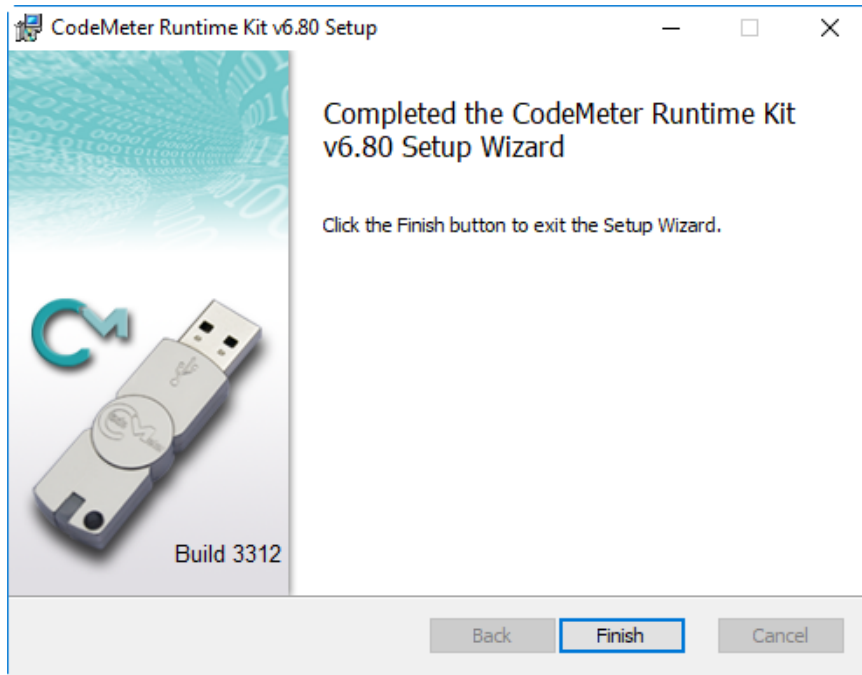 CodeMeter Runtime Kit v6.80 Setup
Completed the CodeMeter Runtime Kit
v6.80 Setup Wizard
Click the Finish button to exit the Setup Wizard.
CM
Build 3312
Back
Finish
Cancel